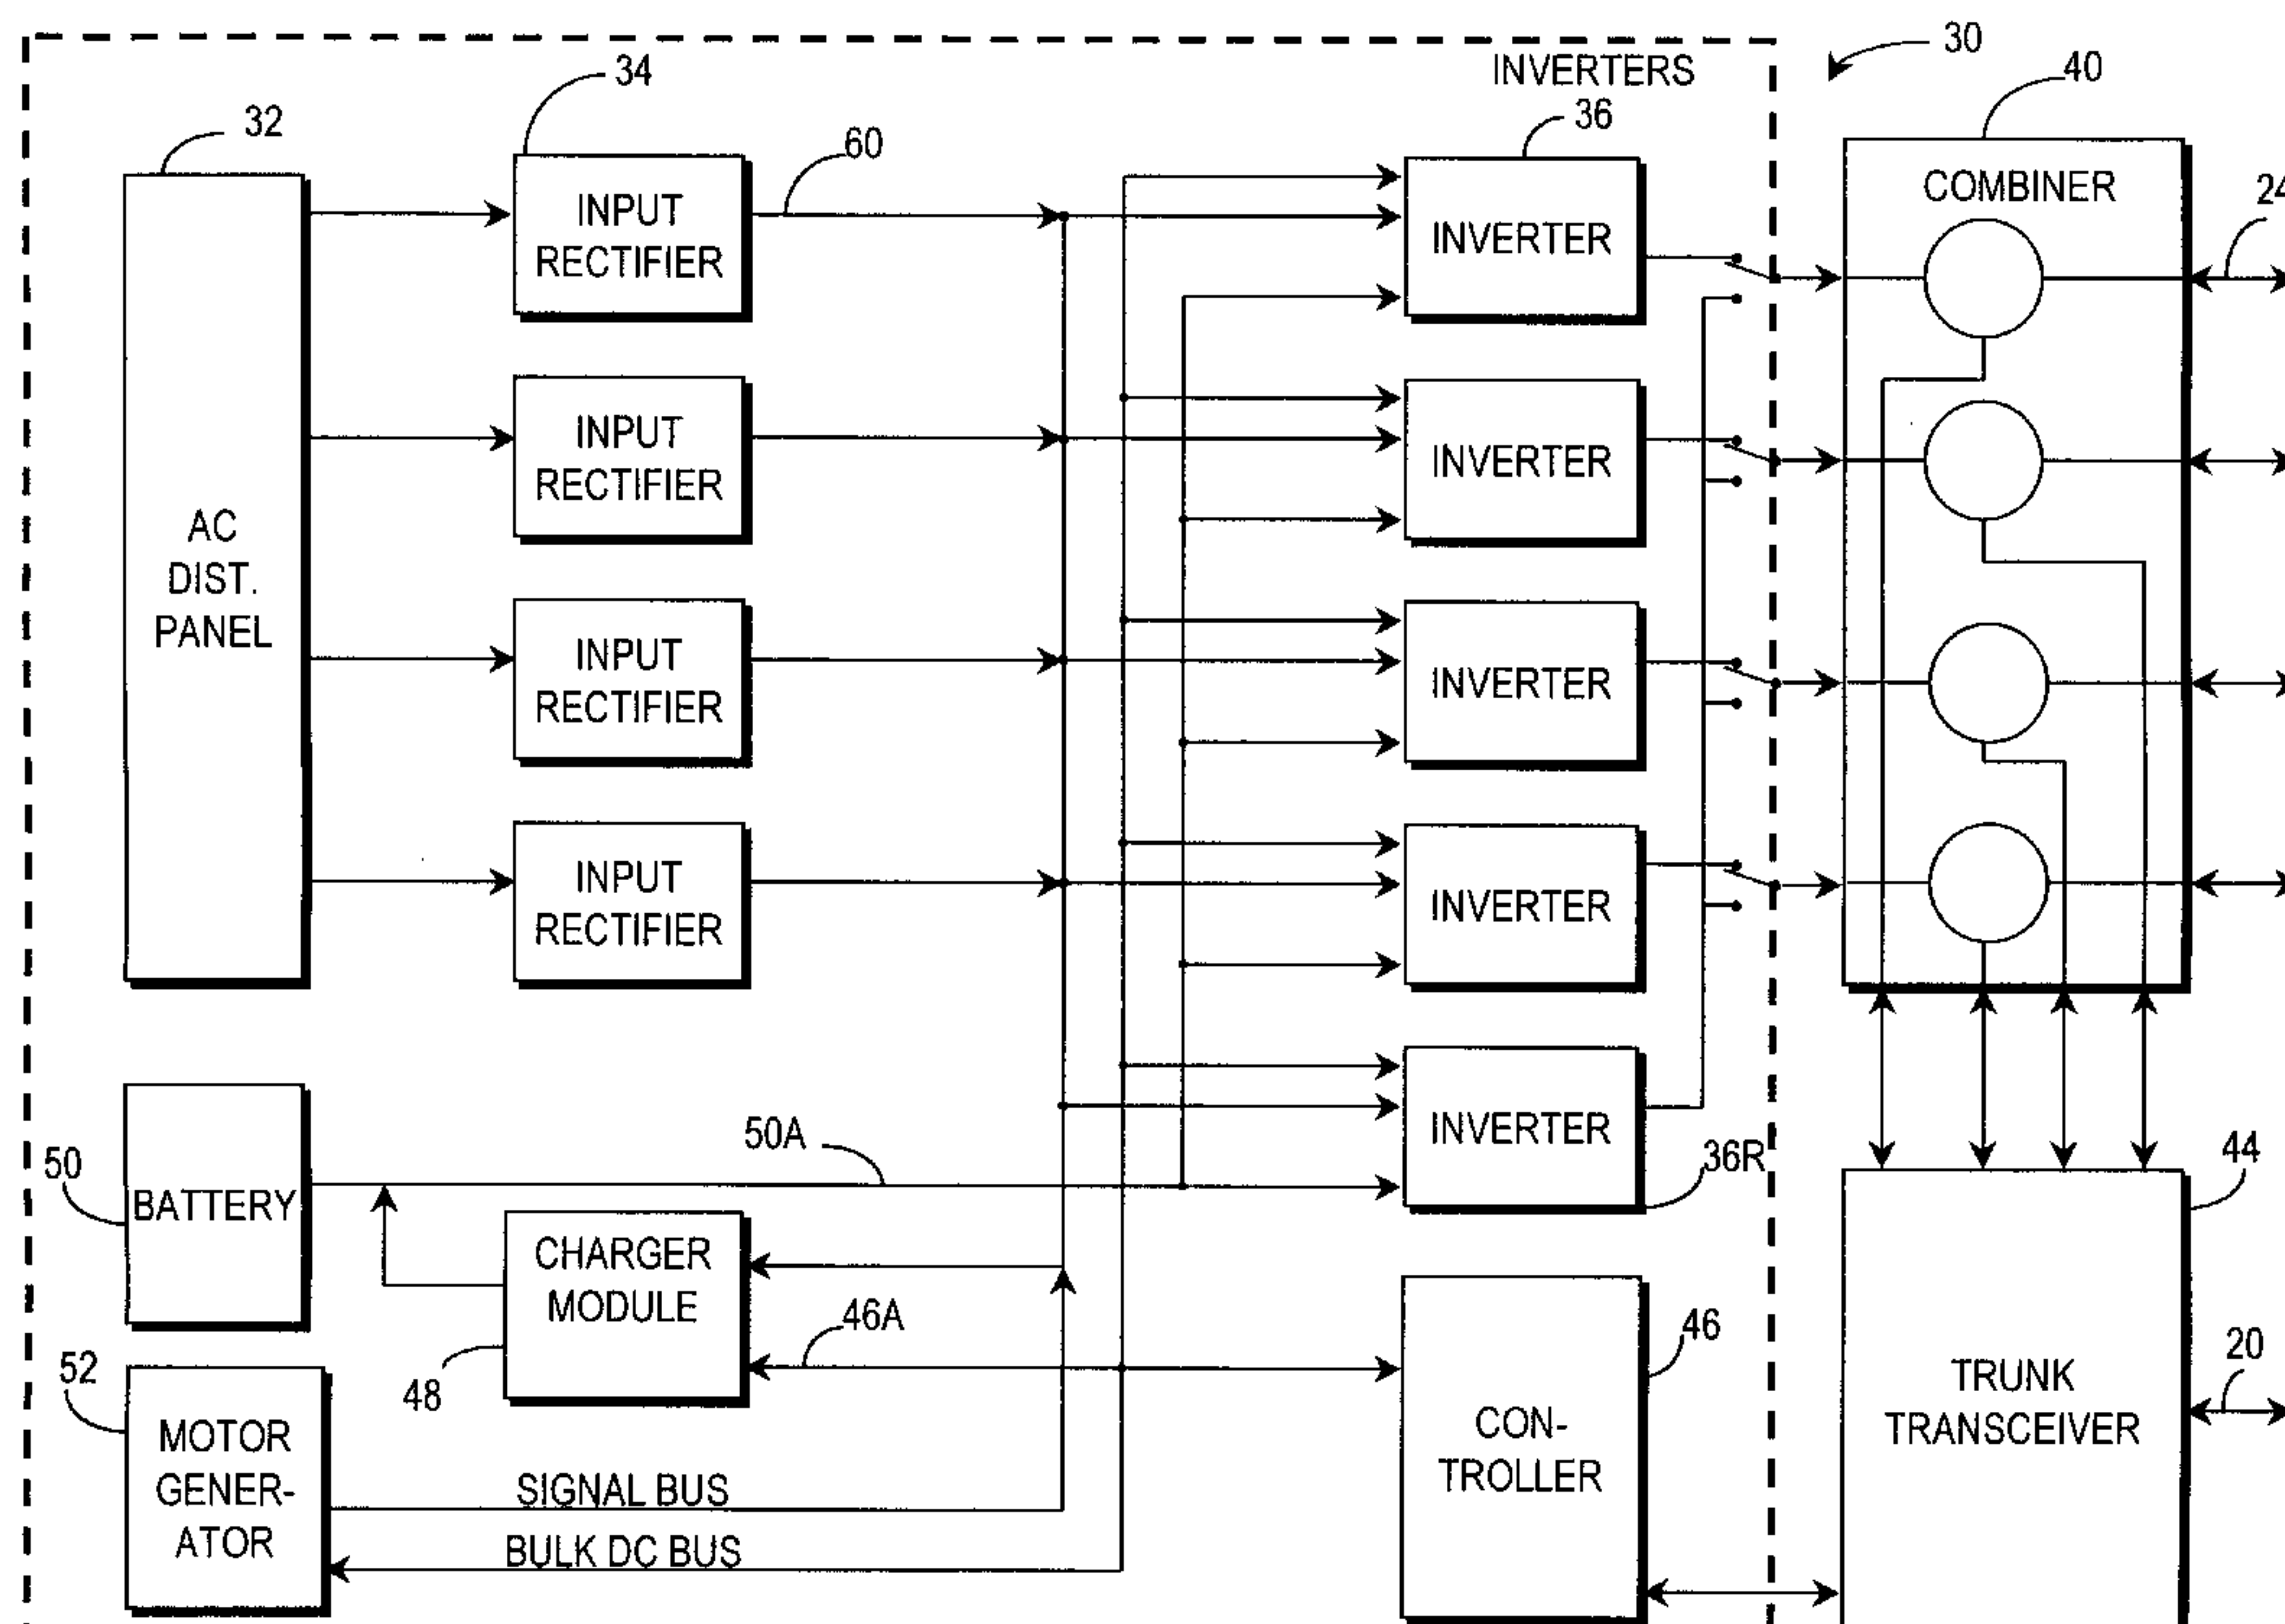 30
INVERTERS
34
40
36
32
60
COMBINER
24
INPUT
RECTIFIER
INVERTER
INPUT
RECTIFIER
INVERTER
AC
DIST.
PANEL
INPUT
RECTIFIER
INVERTER
INPUT
RECTIFIER
INVERTER
50A
INVERTER
36R
44
50
BATTERY
CHARGER
MODULE
46A
46
20
52
48
TRUNK
TRANSCEIVER
MOTOR
GENER-
ATOR
CON-
TROLLER
SIGNAL BUS
BULK DC BUS